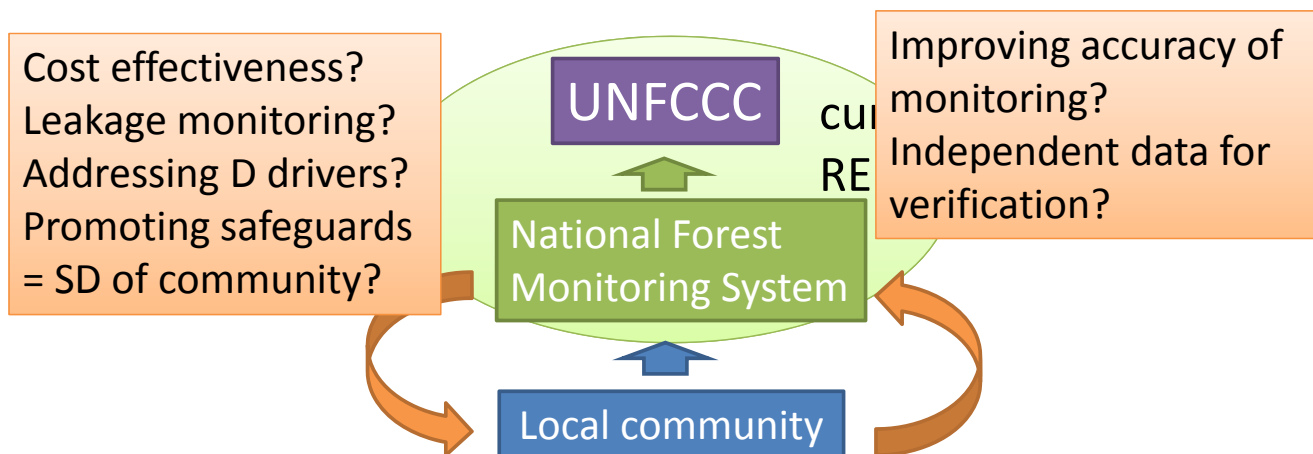 Cost effectiveness?
Leakage monitoring?
Addressing D drivers?
Promoting safeguards
= SD of community?
UNFCCC
Improving accuracy of
monitoring?
Independent data for
verification?
National Forest
Monitoring System
Local community